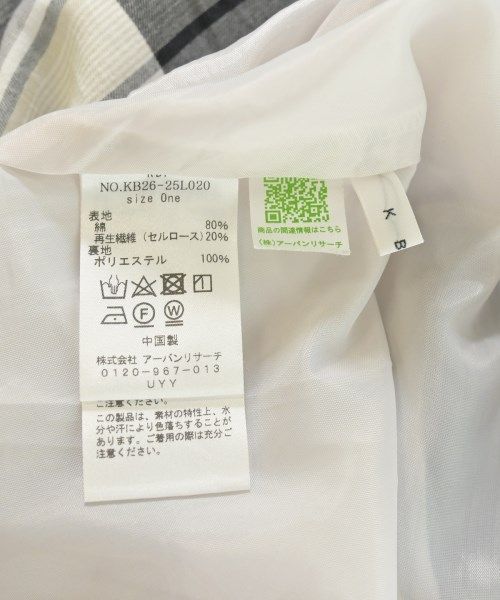 NO.KB26-25L020
size One
表地
綿 80%
再生繊維（セルロース）20%
裏地
ポリエステル 100%
中国製
株式会社 アーバンリサーチ
0120-967-013
UYY
ご注意ください。
この製品は、素材の特性上、水
分や汗により色落ちすることが
あります。ご着用の際は充分ご
注意ください。
商品の関連情報はこちら
（株）アーバンリサーチ
K B